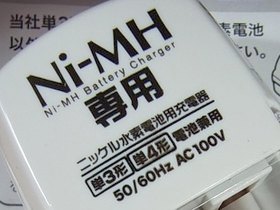 当社単3
以外
素電池
い。
Ni-MH
Ni-MH Battery Charger
専用
ニッケル水素電池用充電器
単3形 単4形 電池兼用
50/60Hz AC100V